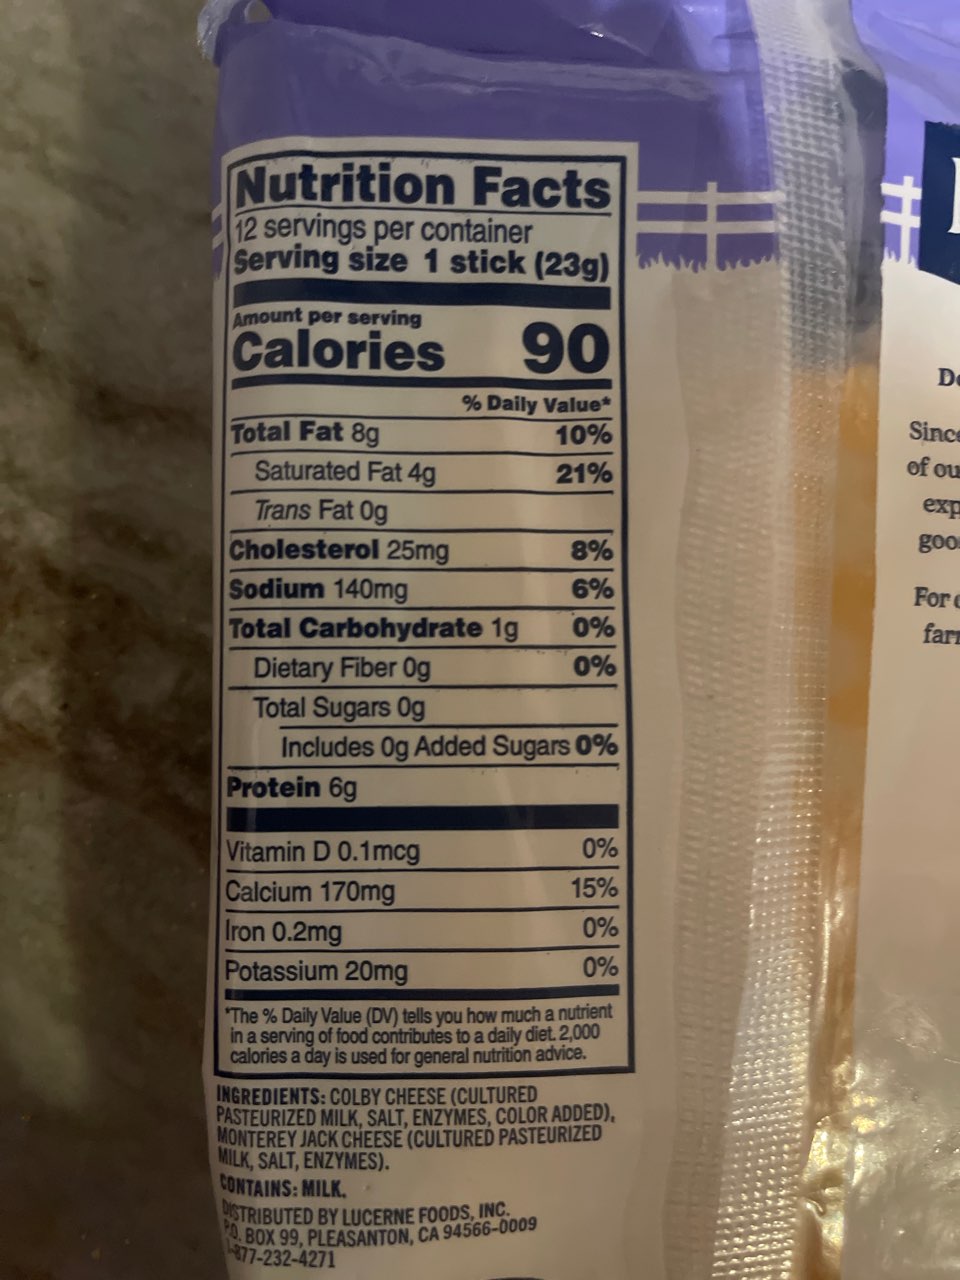 Nutrition Facts
12 servings per container
Serving size 1 stick (23g)
Amount per serving
Calories 90
% Daily Value*
Total Fat 8g 10%
Saturated Fat 4g 21%
Trans Fat 0g
Cholesterol 25mg 8%
Sodium 140mg 6%
Total Carbohydrate 1g 0%
Dietary Fiber 0g 0%
Total Sugars 0g
Includes 0g Added Sugars 0%
Protein 6g
Vitamin D 0.1mcg 0%
Calcium 170mg 15%
Iron 0.2mg 0%
Potassium 20mg 0%
*The % Daily Value (DV) tells you how much a nutrient
in a serving of food contributes to a daily diet. 2,000
calories a day is used for general nutrition advice.
INGREDIENTS: COLBY CHEESE (CULTURED
PASTEURIZED MILK, SALT, ENZYMES, COLOR ADDED),
MONTEREY JACK CHEESE (CULTURED PASTEURIZED
MILK, SALT, ENZYMES).
CONTAINS: MILK.
DISTRIBUTED BY LUCERNE FOODS, INC.
P.O. BOX 99, PLEASANTON, CA 94566-0009
1-877-232-4271
Since
of
For